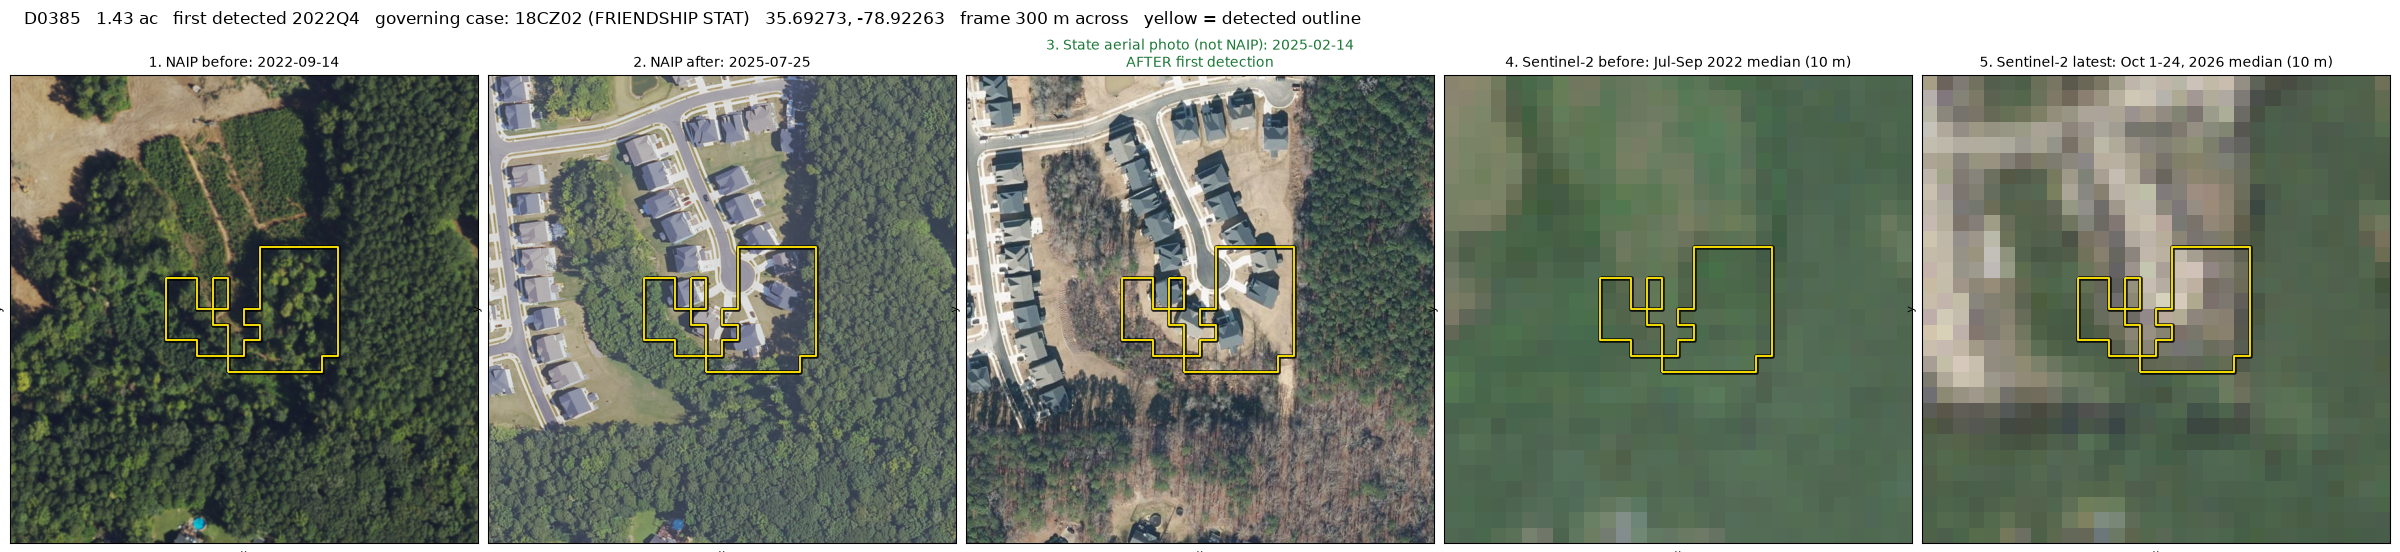 D0385 1.43 ac first detected 2022Q4 governing case: 18CZ02 (FRIENDSHIP STAT) 35.69273, -78.92263 frame 300 m across yellow = detected outline
1. NAIP before: 2022-09-14
2. NAIP after: 2025-07-25
3. State aerial photo (not NAIP): 2025-02-14
AFTER first detection
4. Sentinel-2 before: Jul-Sep 2022 median (10 m)
5. Sentinel-2 latest: Oct 1-24, 2026 median (10 m)